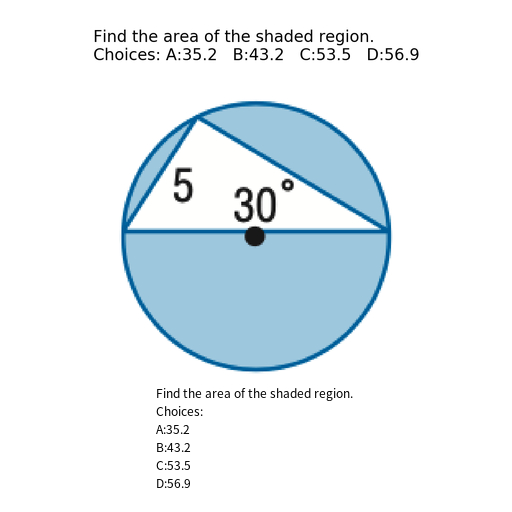 Find the area of the shaded region.
Choices: A:35.2 B:43.2 C:53.5 D:56.9
5
30°
Find the area of the shaded region.
Choices:
A:35.2
B:43.2
C:53.5
D:56.9